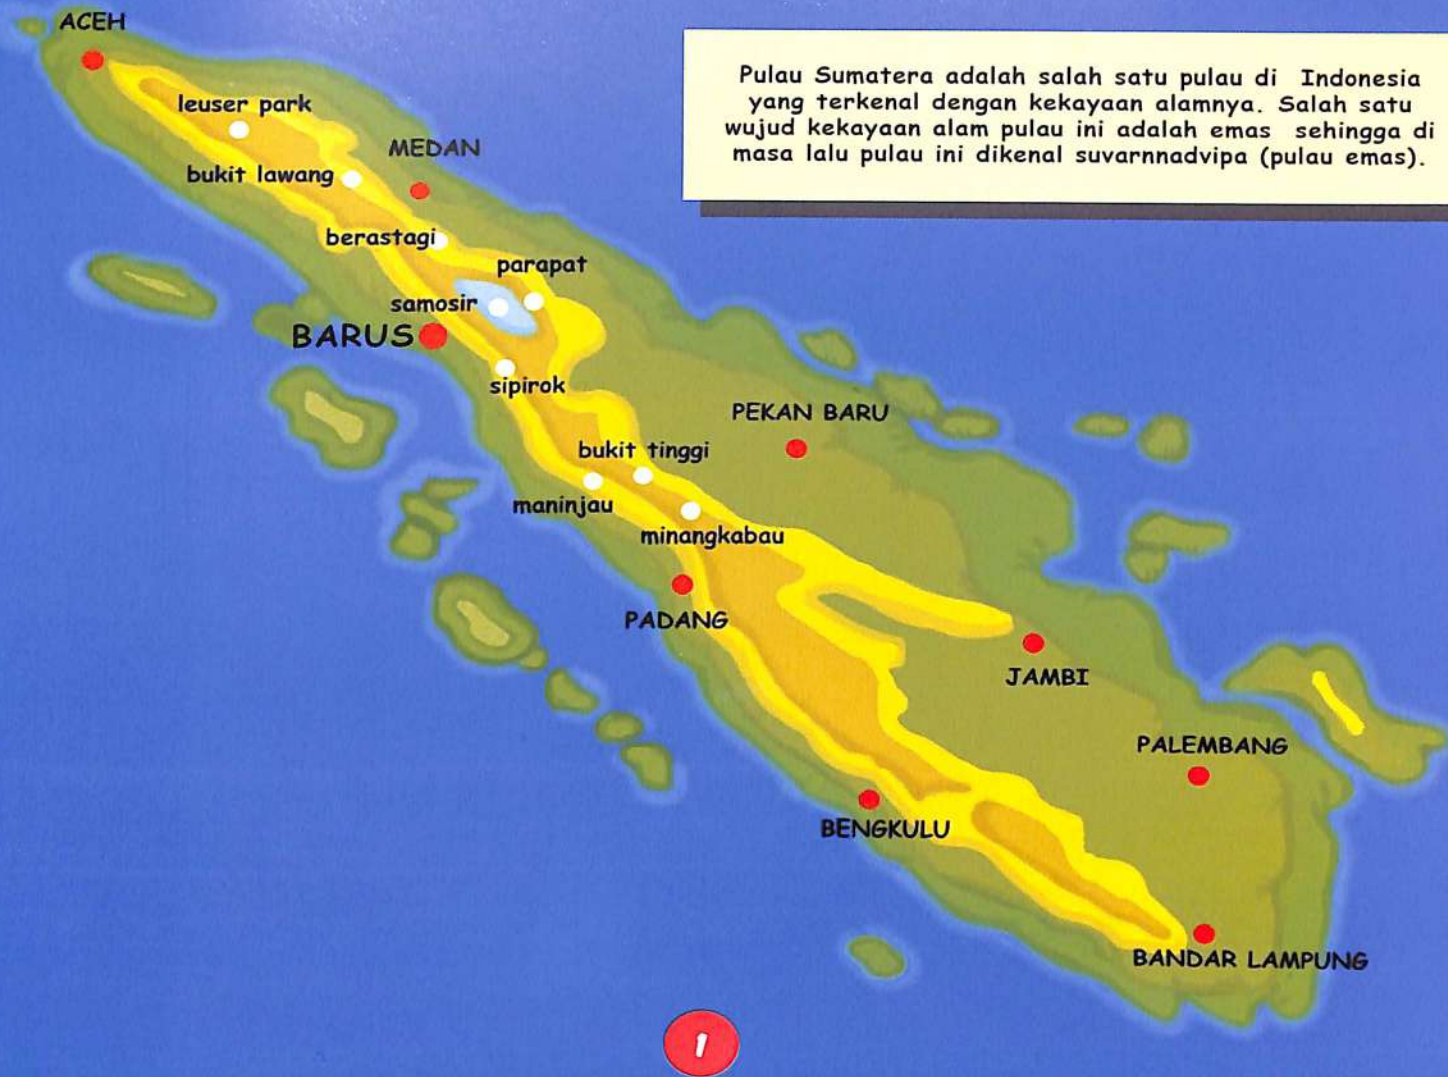 ACEH
Pulau Sumatera adalah salah satu pulau di Indonesia
yang terkenal dengan kekayaan alamnya. Salah satu
wujud kekayaan alam pulau ini adalah emas sehingga di
masa lalu pulau ini dikenal suvarnnadvipa (pulau emas).
leuser park
MEDAN
bukit lawang
berastagi
parapat
samosir
BARUS
sipirok
PEKAN BARU
bukit tinggi
maninjau
minangkabau
PADANG
JAMBI
PALEMBANG
BENGKULU
BANDAR LAMPUNG
1